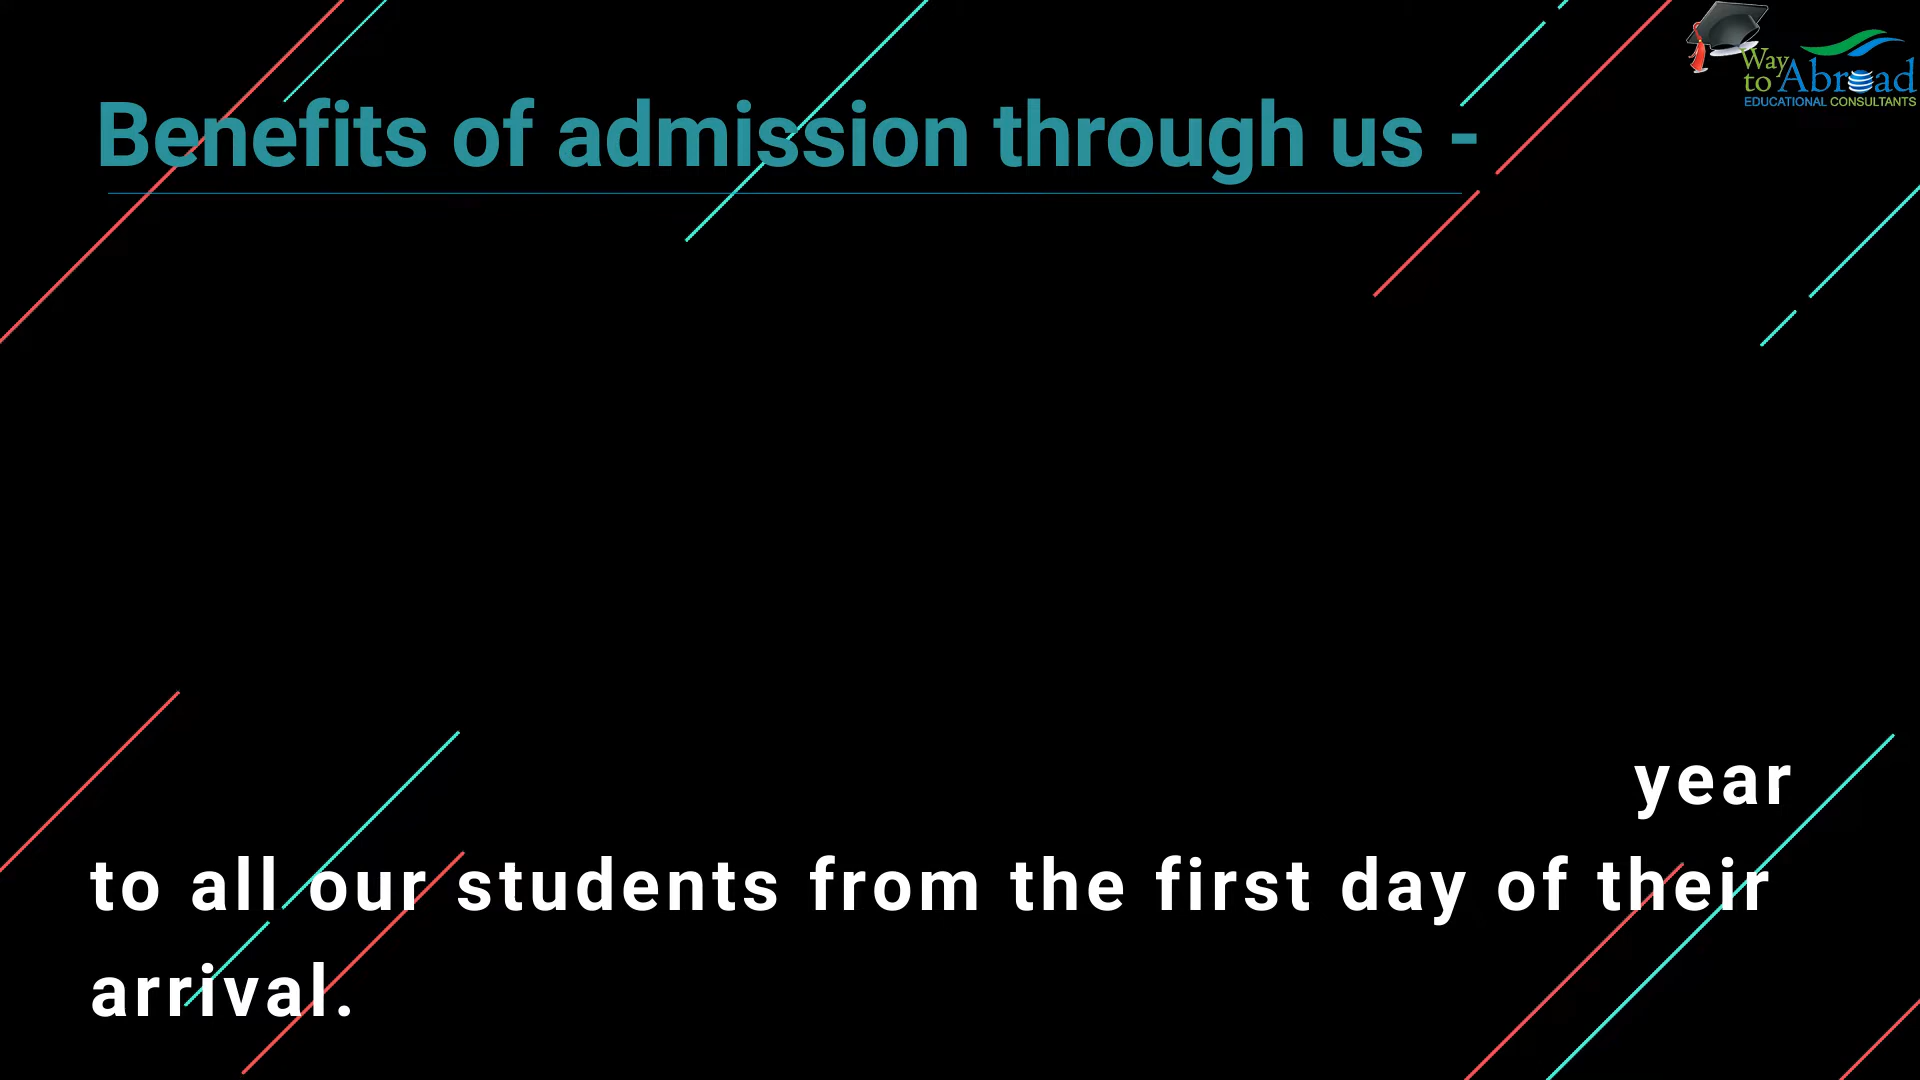 Way
to Abroad
EDUCATIONAL CONSULTANTS
Benefits of admission through us -
year
to all our students from the first day of their
arrival.